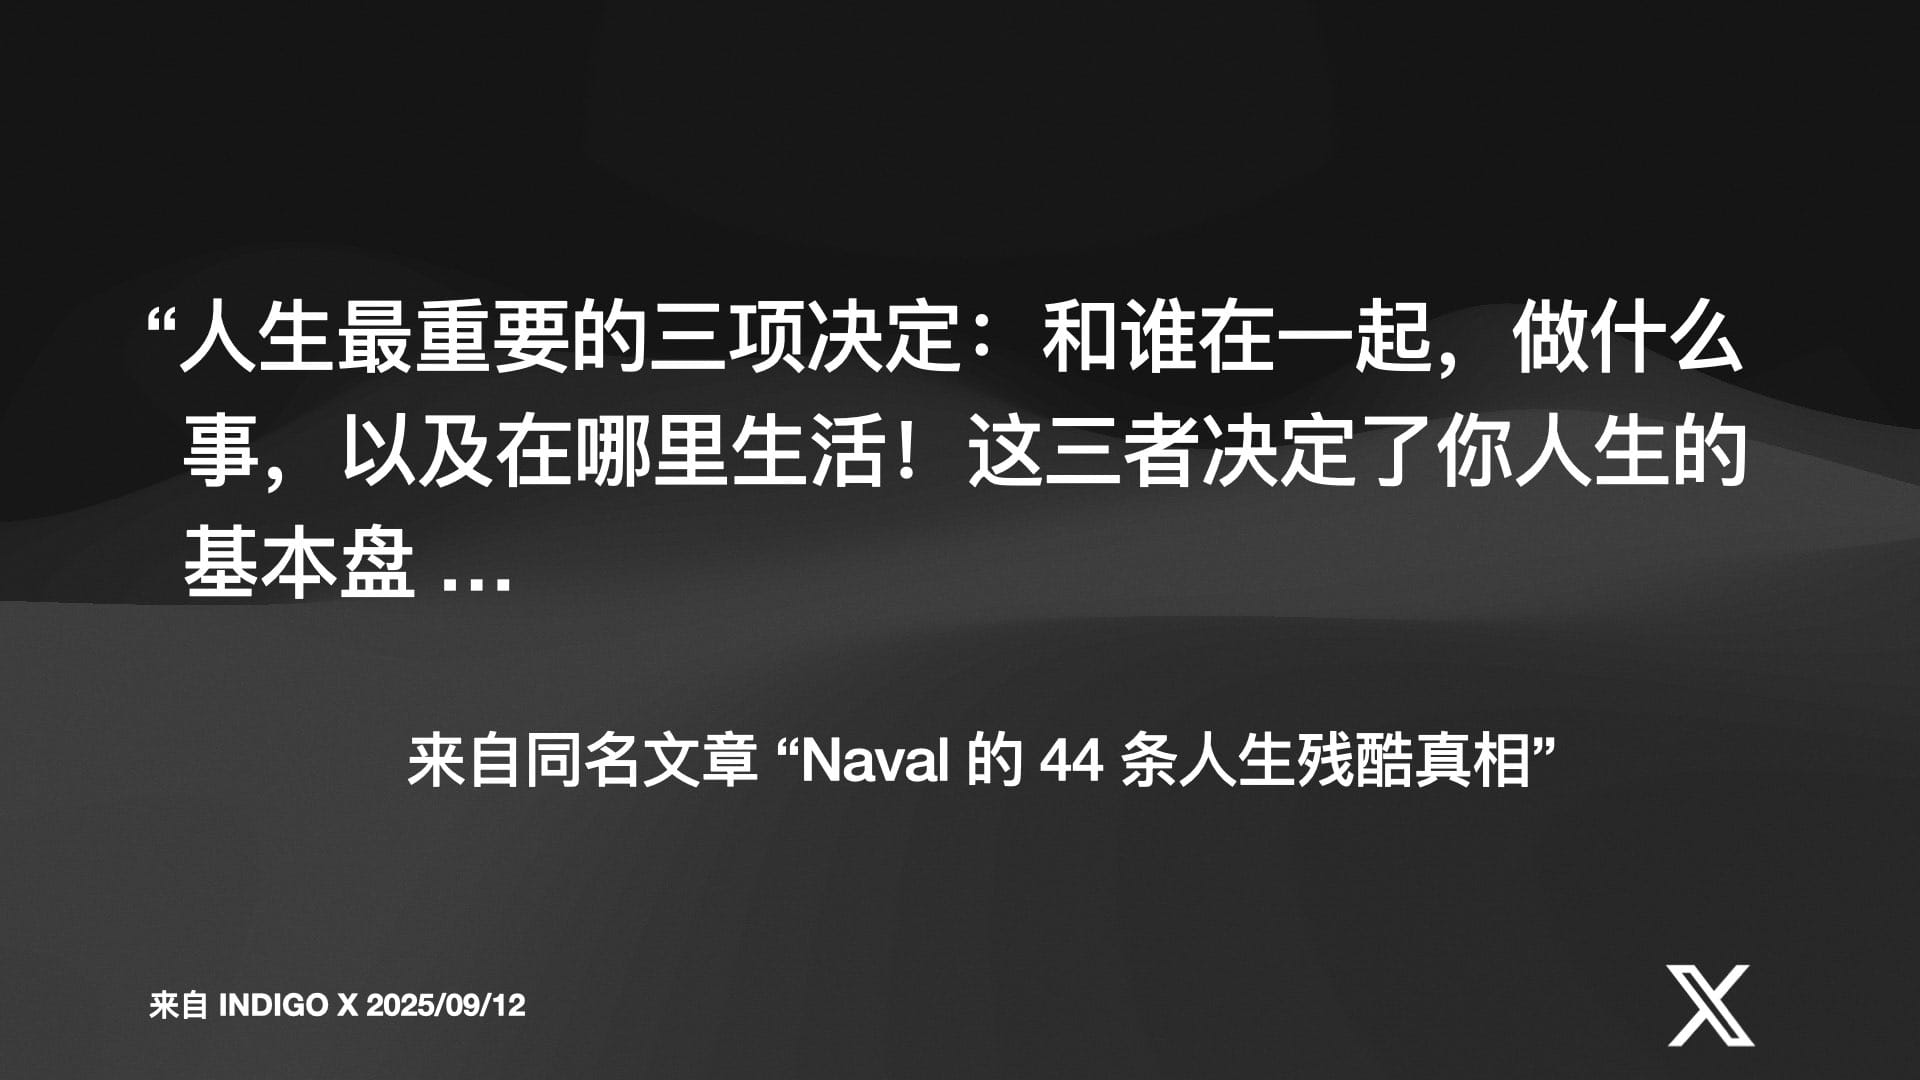 “人生最重要的三项决定：和谁在一起，做什么
事，以及在哪里生活！这三者决定了你人生的
基本盘 …
来自同名文章 “Naval 的 44 条人生残酷真相”
来自 INDIGO X 2025/09/12